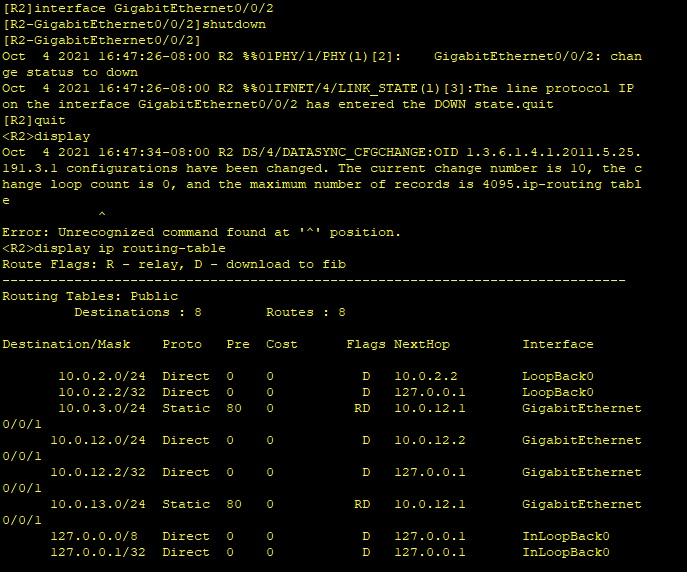 [R2]interface GigabitEthernet0/0/2
[R2-GigabitEthernet0/0/2]shutdown
[R2-GigabitEthernet0/0/2]
Oct  4 2021 16:47:26-08:00 R2 %%01PHY/1/PHY(l)[2]:    GigabitEthernet0/0/2: chan
ge status to down
Oct  4 2021 16:47:26-08:00 R2 %%01IFNET/4/LINK_STATE(l)[3]:The line protocol IP
on the interface GigabitEthernet0/0/2 has entered the DOWN state.quit
[R2]quit
<R2>display
Oct  4 2021 16:47:34-08:00 R2 DS/4/DATASYNC_CFGCHANGE:OID 1.3.6.1.4.1.2011.5.25.
191.3.1 configurations have been changed. The current change number is 10, the c
hange loop count is 0, and the maximum number of records is 4095.ip-routing tabl
e
            ^
Error: Unrecognized command found at '^' position.
<R2>display ip routing-table
Route Flags: R - relay, D - download to fib
------------------------------------------------------------------------------
Routing Tables: Public
         Destinations : 8        Routes : 8

Destination/Mask    Proto   Pre  Cost      Flags NextHop         Interface

       10.0.2.0/24  Direct  0    0           D   10.0.2.2        LoopBack0
       10.0.2.2/32  Direct  0    0           D   127.0.0.1       LoopBack0
       10.0.3.0/24  Static  80   0          RD   10.0.12.1       GigabitEthernet
0/0/1
      10.0.12.0/24  Direct  0    0           D   10.0.12.2       GigabitEthernet
0/0/1
      10.0.12.2/32  Direct  0    0           D   127.0.0.1       GigabitEthernet
0/0/1
      10.0.13.0/24  Static  80   0          RD   10.0.12.1       GigabitEthernet
0/0/1
      127.0.0.0/8   Direct  0    0           D   127.0.0.1       InLoopBack0
      127.0.0.1/32  Direct  0    0           D   127.0.0.1       InLoopBack0